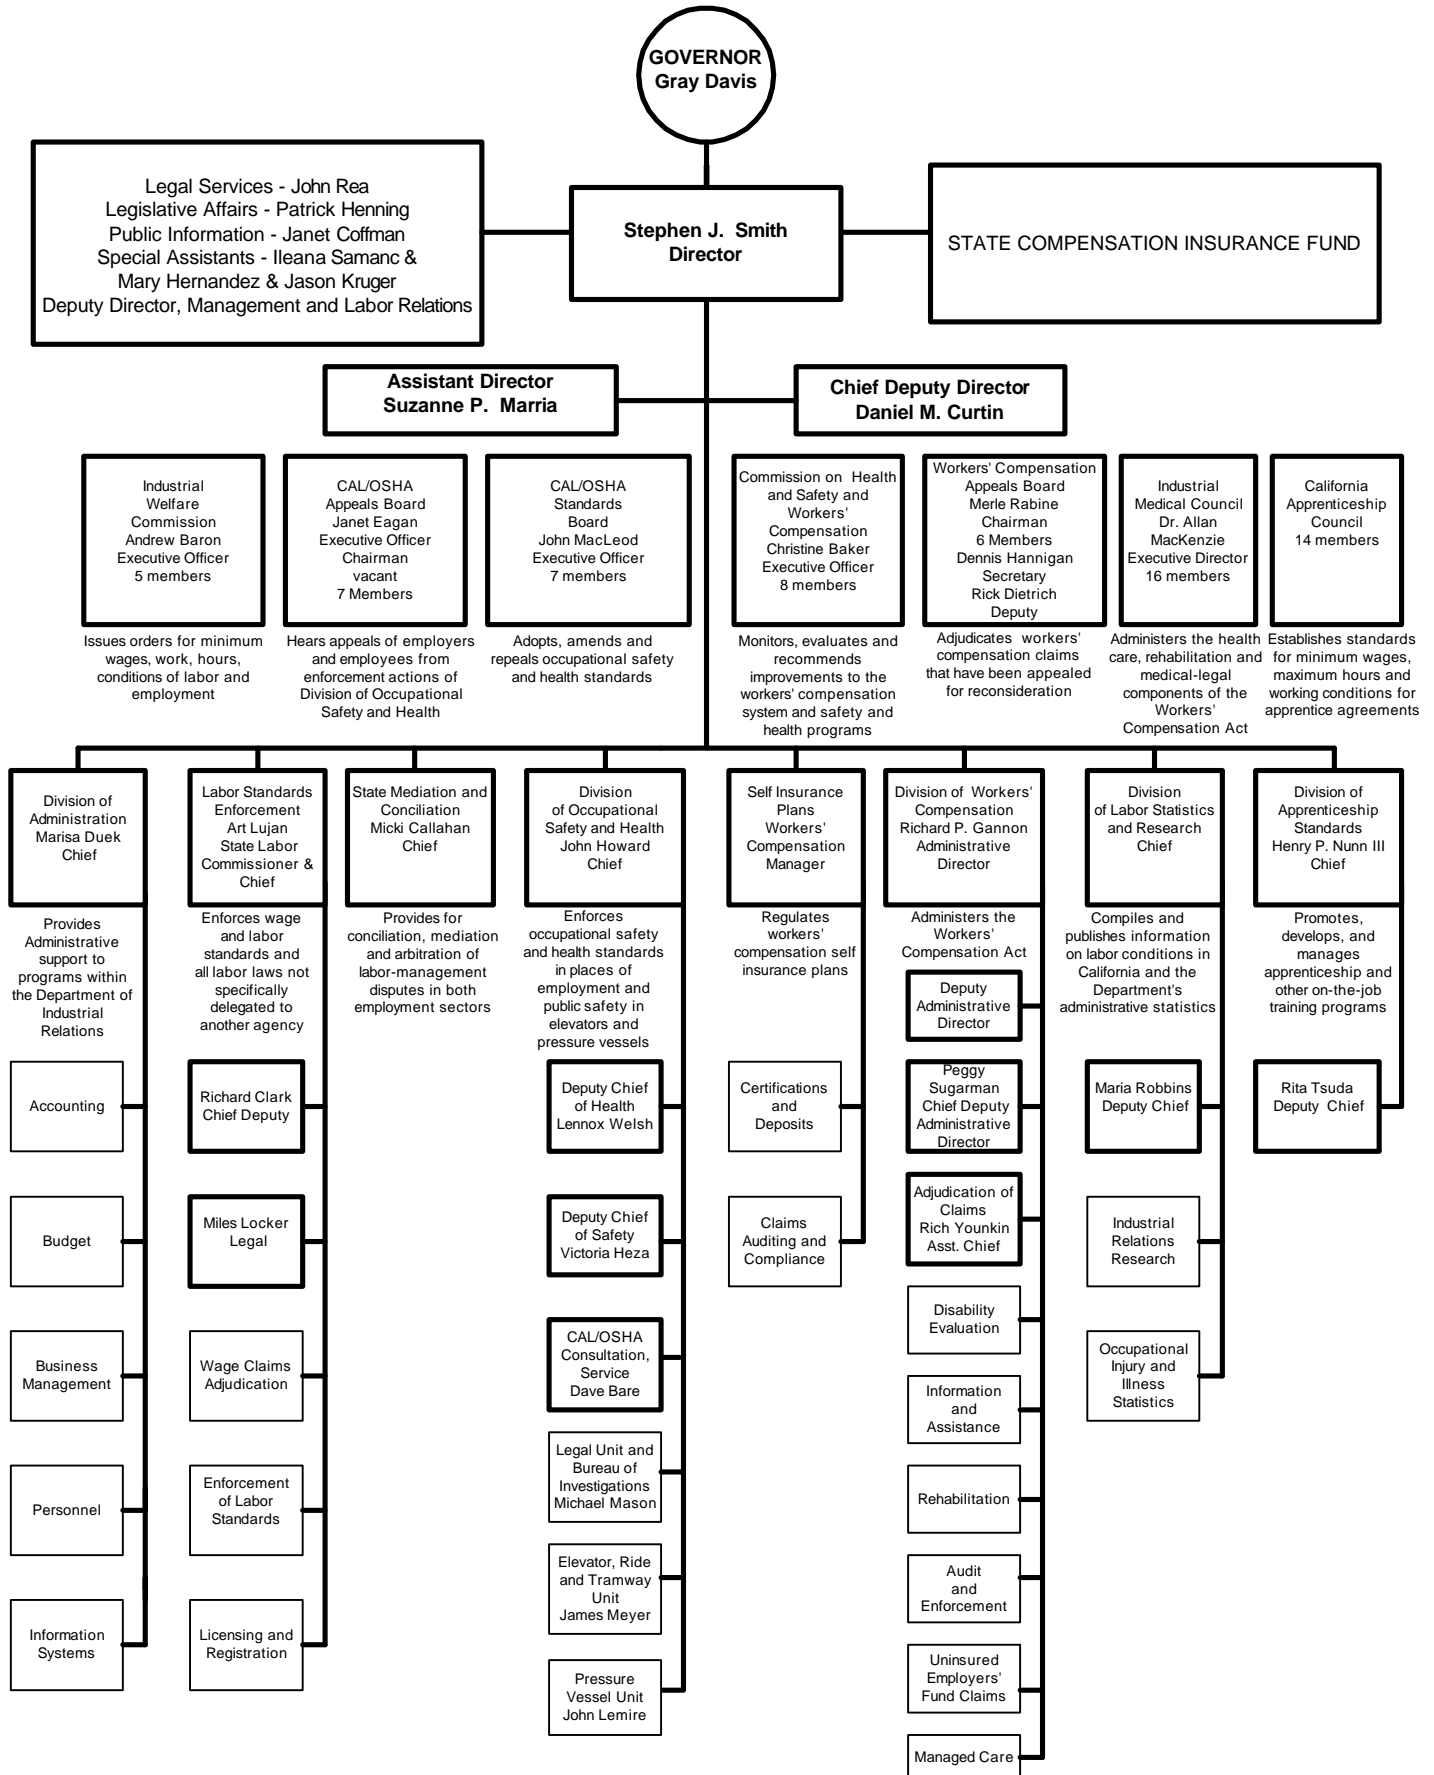 GOVERNOR
Gray Davis
Legal Services - John Rea
Legislative Affairs - Patrick Henning
Public Information - Janet Coffman
Special Assistants - Ileana Samanc &
Mary Hernandez & Jason Kruger
Deputy Director, Management and Labor Relations
Stephen J. Smith
Director
STATE COMPENSATION INSURANCE FUND
Assistant Director
Suzanne P. Marria
Chief Deputy Director
Daniel M. Curtin
Industrial
Welfare
Commission
Andrew Baron
Executive Officer
5 members
Issues orders for minimum
wages, work, hours,
conditions of labor and
employment
CAL/OSHA
Appeals Board
Janet Eagan
Executive Officer
Chairman
vacant
7 Members
Hears appeals of employers
and employees from
enforcement actions of
Division of Occupational
Safety and Health
CAL/OSHA
Standards
Board
John MacLeod
Executive Officer
7 members
Adopts, amends and
repeals occupational safety
and health standards
Commission on Health
and Safety and
Workers'
Compensation
Christine Baker
Executive Officer
8 members
Monitors, evaluates and
recommends
improvements to the
workers' compensation
system and safety and
health programs
Workers' Compensation
Appeals Board
Merle Rabine
Chairman
6 Members
Dennis Hannigan
Secretary
Rick Dietrich
Deputy
Adjudicates workers'
compensation claims
that have been appealed
for reconsideration
Industrial
Medical Council
Dr. Allan
MacKenzie
Executive Director
16 members
Administers the health
care, rehabilitation and
medical-legal
components of the
Workers'
Compensation Act
California
Apprenticeship
Council
14 members
Establishes standards
for minimum wages,
maximum hours and
working conditions for
apprentice agreements
Division of
Administration
Marisa Duek
Chief
Provides
Administrative
support to
programs within
the Department of
Industrial
Relations
Accounting
Budget
Business
Management
Personnel
Information
Systems
Labor Standards
Enforcement
Art Lujan
State Labor
Commissioner &
Chief
Enforces wage
and labor
standards and
all labor laws not
specifically
delegated to
another agency
Richard Clark
Chief Deputy
Miles Locker
Legal
Wage Claims
Adjudication
Enforcement
of Labor
Standards
Licensing and
Registration
State Mediation and
Conciliation
Micki Callahan
Chief
Provides for
conciliation, mediation
and arbitration of
labor-management
disputes in both
employment sectors
Division
of Occupational
Safety and Health
John Howard
Chief
Enforces
occupational safety
and health standards
in places of
employment and
public safety in
elevators and
pressure vessels
Deputy Chief
of Health
Lennox Welsh
Deputy Chief
of Safety
Victoria Heza
CAL/OSHA
Consultation,
Service
Dave Bare
Legal Unit and
Bureau of
Investigations
Michael Mason
Elevator, Ride
and Tramway
Unit
James Meyer
Pressure
Vessel Unit
John Lemire
Self Insurance
Plans
Workers'
Compensation
Manager
Regulates
workers'
compensation self
insurance plans
Certifications
and
Deposits
Claims
Auditing and
Compliance
Division of Workers'
Compensation
Richard P. Gannon
Administrative
Director
Administers the
Workers'
Compensation Act
Deputy
Administrative
Director
Peggy
Sugarman
Chief Deputy
Administrative
Director
Adjudication of
Claims
Rich Younkin
Asst. Chief
Disability
Evaluation
Information
and
Assistance
Rehabilitation
Audit
and
Enforcement
Uninsured
Employers'
Fund Claims
Managed Care
Division
of Labor Statistics
and Research
Chief
Compiles and
publishes information
on labor conditions in
California and the
Department's
administrative statistics
Maria Robbins
Deputy Chief
Industrial
Relations
Research
Occupational
Injury and
Illness
Statistics
Division of
Apprenticeship
Standards
Henry P. Nunn III
Chief
Promotes,
develops, and
manages
apprenticeship and
other on-the-job
training programs
Rita Tsuda
Deputy Chief